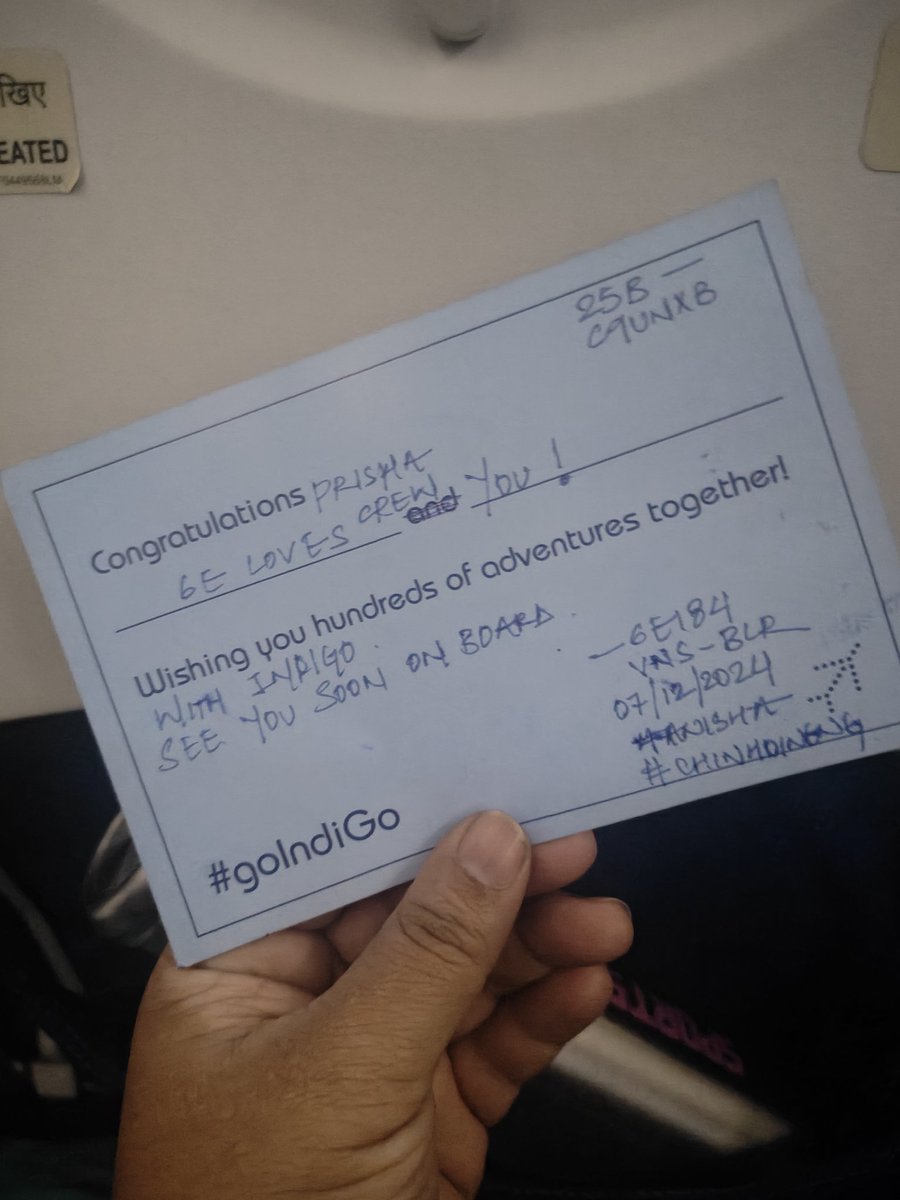 खिए
EATED
25B —
C9UNXB
Congratulations PRISHA
6E LOVES CREW and YOU !
Wishing you hundreds of adventures together!
WITH INDIGO.
SEE YOU SOON ON BOARD.
— 6E184
VNS-BLR
07/12/2024
#ANISHA
#goIndiGo